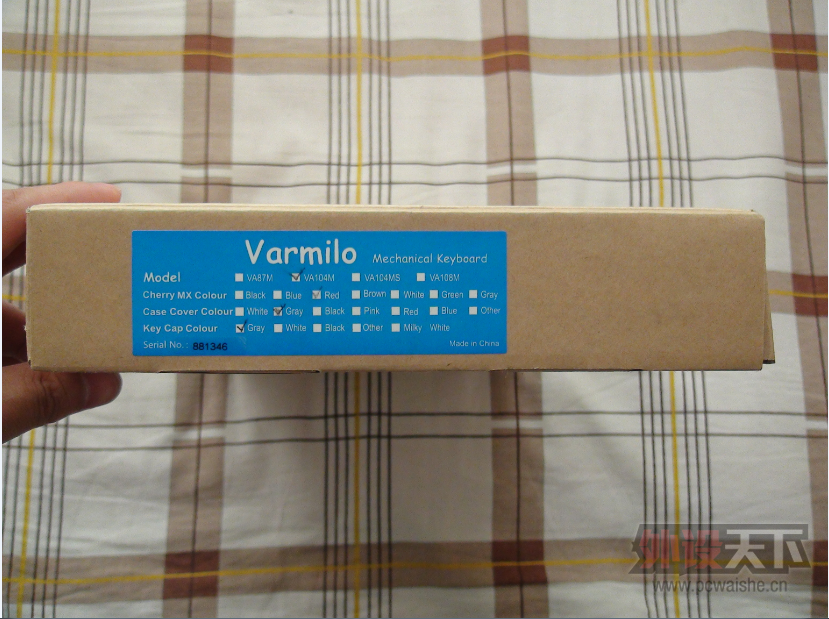 Varmilo Mechanical Keyboard
Model VA87M VA104M VA104MS VA108M
Cherry MX Colour Black Blue Red Brown White Green Gray
Case Cover Colour White Gray Black Pink Red Blue Other
Key Cap Colour Gray White Black Other Milky White
Serial No.: 881346 Made in China
外设天下
www.pcwaishe.cn